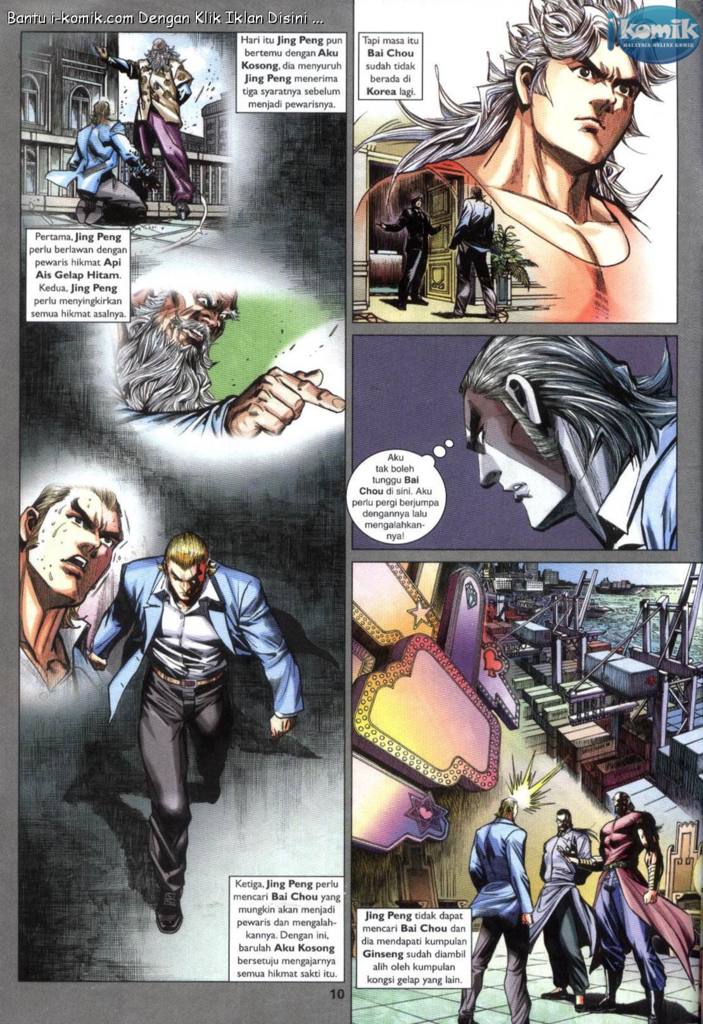 Bantu i-komik.com Dengan Klik Iklan Disini ...
ikomik
MALAYSIA ONLINE KOMIK
Hari itu Jing Peng pun
bertemu dengan Aku
Kosong, dia menyuruh
Jing Peng menerima
tiga syaratnya sebelum
menjadi pewarisnya.
Pertama, Jing Peng
perlu berlawan dengan
pewaris hikmat Api
Ais Gelap Hitam.
Kedua, Jing Peng
perlu menyingkirkan
semua hikmat asalnya.
Ketiga, Jing Peng perlu
mencari Bai Chou yang
mungkin akan menjadi
pewaris dan mengalah-
kannya. Dengan ini,
barulah Aku Kosong
bersetuju mengajarnya
semua hikmat sakti itu.
Tapi masa itu
Bai Chou
sudah tidak
berada di
Korea lagi.
Aku
tak boleh
tunggu Bai
Chou di sini. Aku
perlu pergi berjumpa
dengannya lalu
mengalahkan-
nya!
Jing Peng tidak dapat
mencari Bai Chou dan
dia mendapati kumpulan
Ginseng sudah diambil
alih oleh kumpulan
kongsi gelap yang lain.
10
ikomik